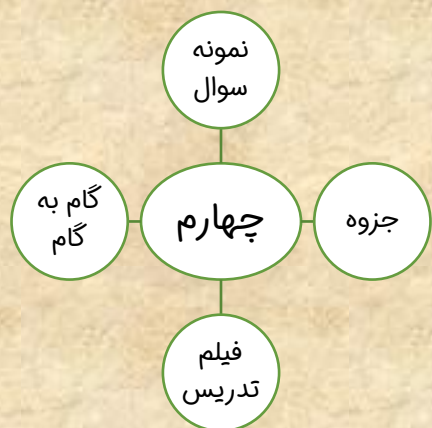 نمونه
سوال
چهارم
جزوه
گام به
گام
فیلم
تدریس